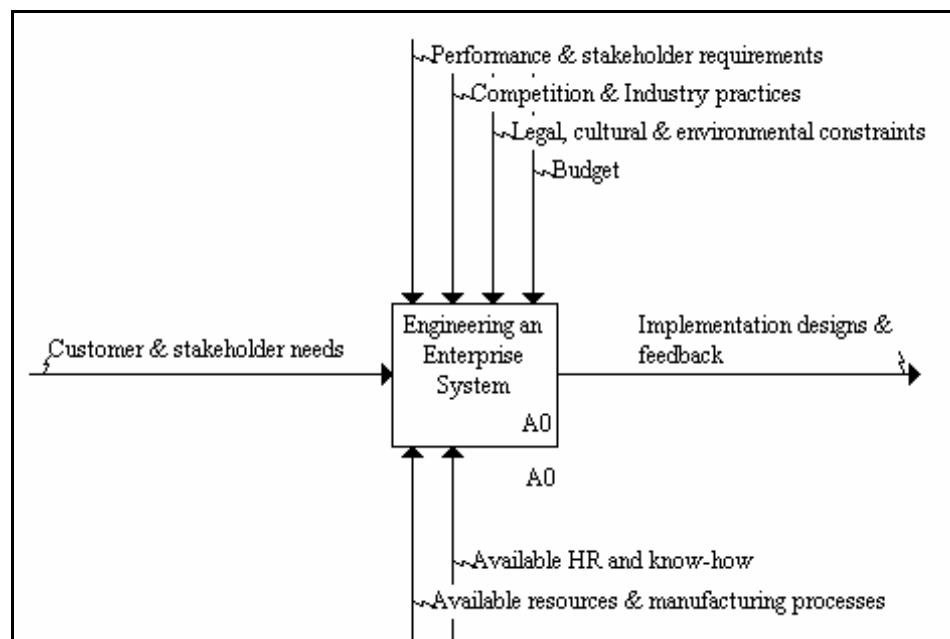 Performance & stakeholder requirements
Competition & Industry practices
Legal, cultural & environmental constraints
Budget
Customer & stakeholder needs
Engineering an
Enterprise
System
A0
Implementation designs &
feedback
A0
Available HR and know-how
Available resources & manufacturing processes